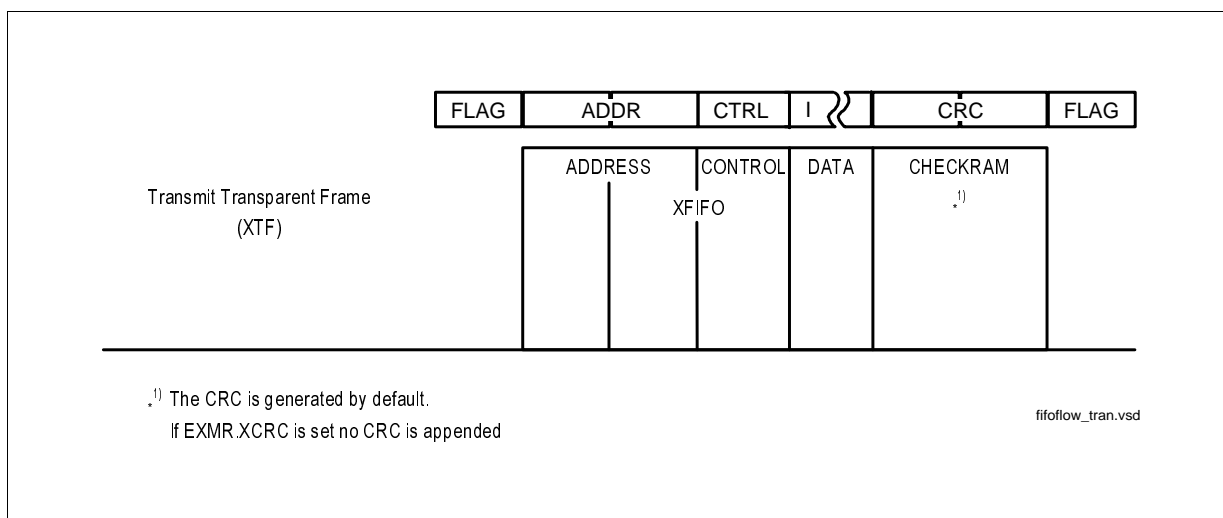 FLAG ADDR CTRL I CRC FLAG
ADDRESS CONTROL DATA CHECKRAM
Transmit Transparent Frame XFIFO *1)
(XTF)
*1) The CRC is generated by default.
If EXMR.XCRC is set no CRC is appended
fifoflow_tran.vsd